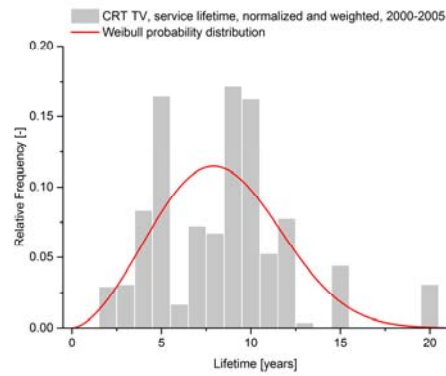 CRT TV, service lifetime, normalized and weighted, 2000-2005
Weibull probability distribution
0.20
0.15
0.10
0.05
0.00
Relative Frequency [-]
0 5 10 15 20
Lifetime [years]